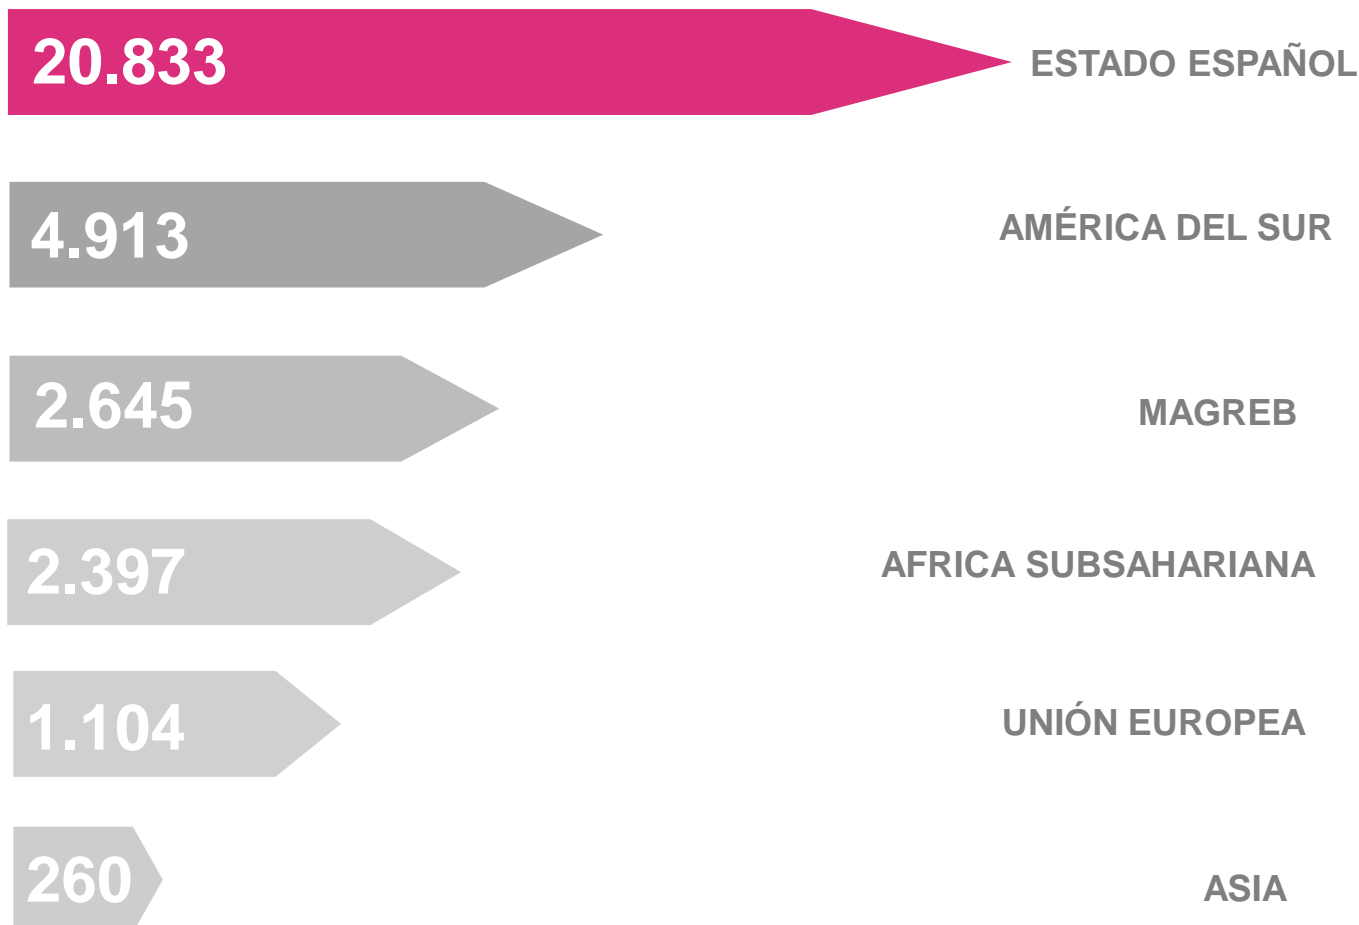 20.833 ESTADO ESPAÑOL
4.913 AMÉRICA DEL SUR
2.645 MAGREB
2.397 AFRICA SUBSAHARIANA
1.104 UNIÓN EUROPEA
260 ASIA